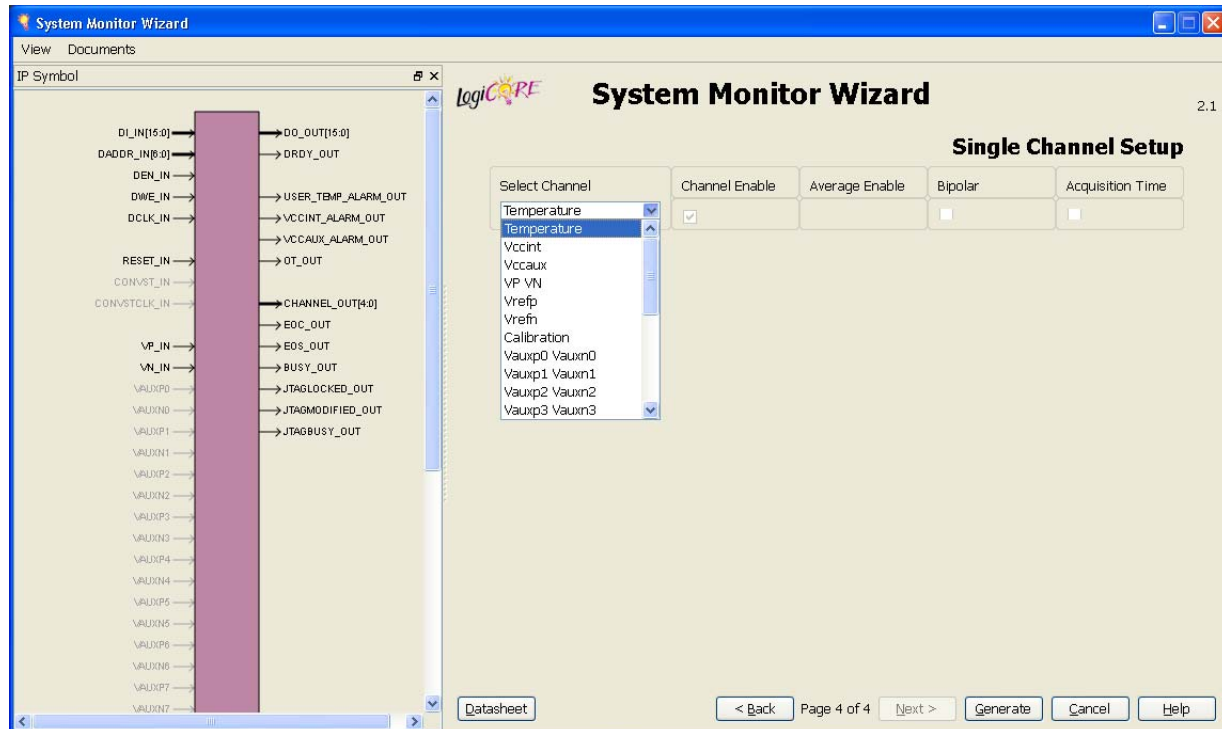 System Monitor Wizard
View Documents
IP Symbol
DI_IN[15:0]
DADDR_IN[6:0]
DEN_IN
DWE_IN
DCLK_IN
RESET_IN
CONVST_IN
CONVSTCLK_IN
VP_IN
VN_IN
VAUXP0
VAUXN0
VAUXP1
VAUXN1
VAUXP2
VAUXN2
VAUXP3
VAUXN3
VAUXP4
VAUXN4
VAUXP5
VAUXN5
VAUXP6
VAUXN6
VAUXP7
VAUXN7
DO_OUT[15:0]
DRDY_OUT
USER_TEMP_ALARM_OUT
VCCINT_ALARM_OUT
VCCAUX_ALARM_OUT
OT_OUT
CHANNEL_OUT[4:0]
EOC_OUT
EOS_OUT
BUSY_OUT
JTAGLOCKED_OUT
JTAGMODIFIED_OUT
JTAGBUSY_OUT
LogiCORE
System Monitor Wizard
2.1
Single Channel Setup
Select Channel Channel Enable Average Enable Bipolar Acquisition Time
Temperature
Temperature
Vccint
Vccaux
VP VN
Vrefp
Vrefn
Calibration
Vauxp0 Vauxn0
Vauxp1 Vauxn1
Vauxp2 Vauxn2
Vauxp3 Vauxn3
Datasheet < Back Page 4 of 4 Next > Generate Cancel Help